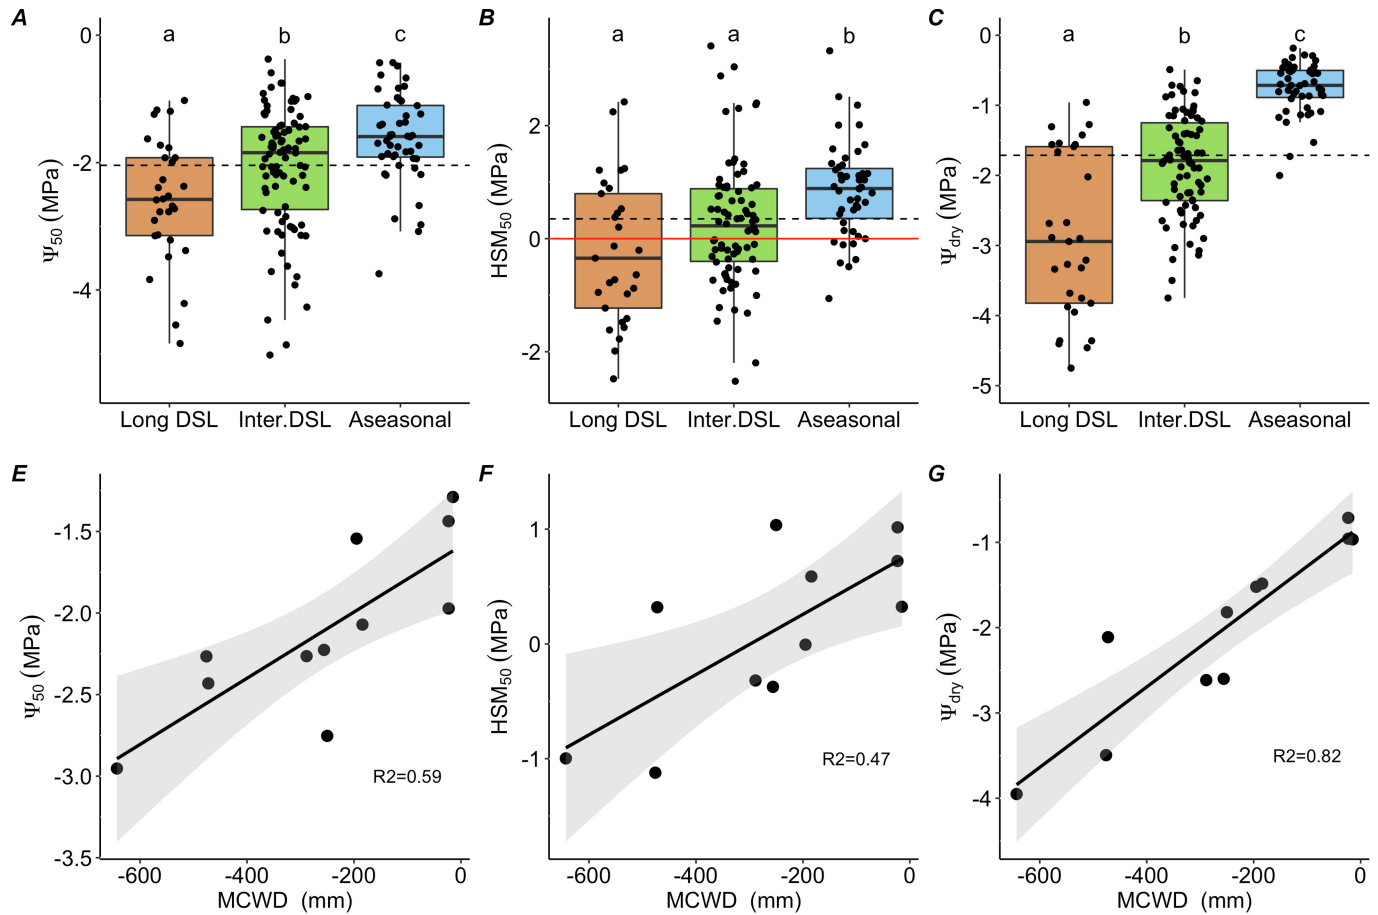 A
B
C
a b c
a a b
a b c
0
-2
-4
Ψ50 (MPa)
Long DSL Inter.DSL Aseasonal
2
0
-2
HSM50 (MPa)
Long DSL Inter.DSL Aseasonal
0
-1
-2
-3
-4
-5
Ψdry (MPa)
Long DSL Inter.DSL Aseasonal
E
F
G
-1.5
-2.0
-2.5
-3.0
-3.5
Ψ50 (MPa)
R2=0.59
-600 -400 -200 0
MCWD (mm)
1
0
-1
HSM50 (MPa)
R2=0.47
-600 -400 -200 0
MCWD (mm)
-1
-2
-3
-4
Ψdry (MPa)
R2=0.82
-600 -400 -200 0
MCWD (mm)